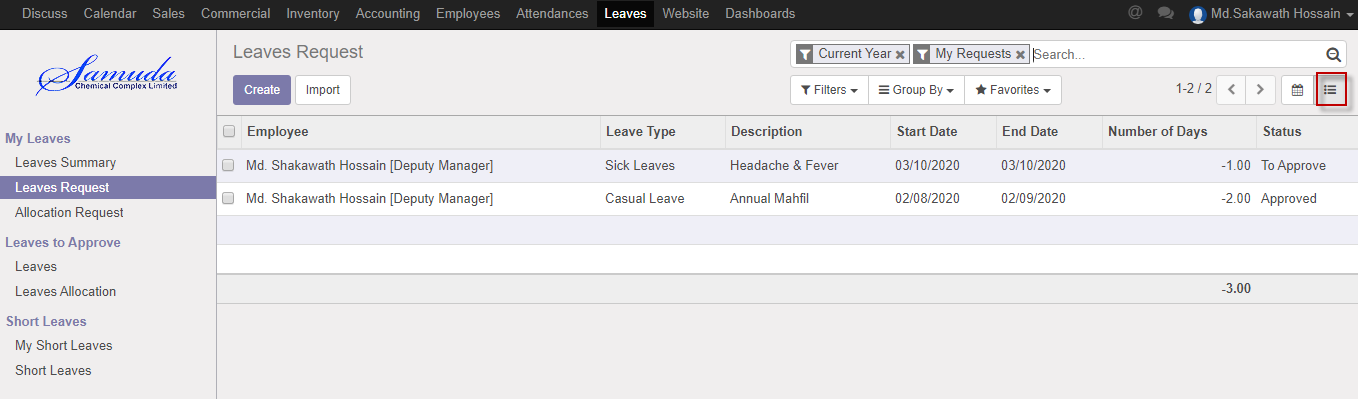 Discuss Calendar Sales Commercial Inventory Accounting Employees Attendances Leaves Website Dashboards @ Md.Sakawath Hossain
Samuda
Chemical Complex Limited
Leaves Request
Current Year My Requests Search...
Create Import
Filters Group By Favorites 1-2 / 2
My Leaves
Leaves Summary
Leaves Request
Allocation Request
Leaves to Approve
Leaves
Leaves Allocation
Short Leaves
My Short Leaves
Short Leaves
Employee Leave Type Description Start Date End Date Number of Days Status
Md. Shakawath Hossain [Deputy Manager] Sick Leaves Headache & Fever 03/10/2020 03/10/2020 -1.00 To Approve
Md. Shakawath Hossain [Deputy Manager] Casual Leave Annual Mahfil 02/08/2020 02/09/2020 -2.00 Approved
-3.00